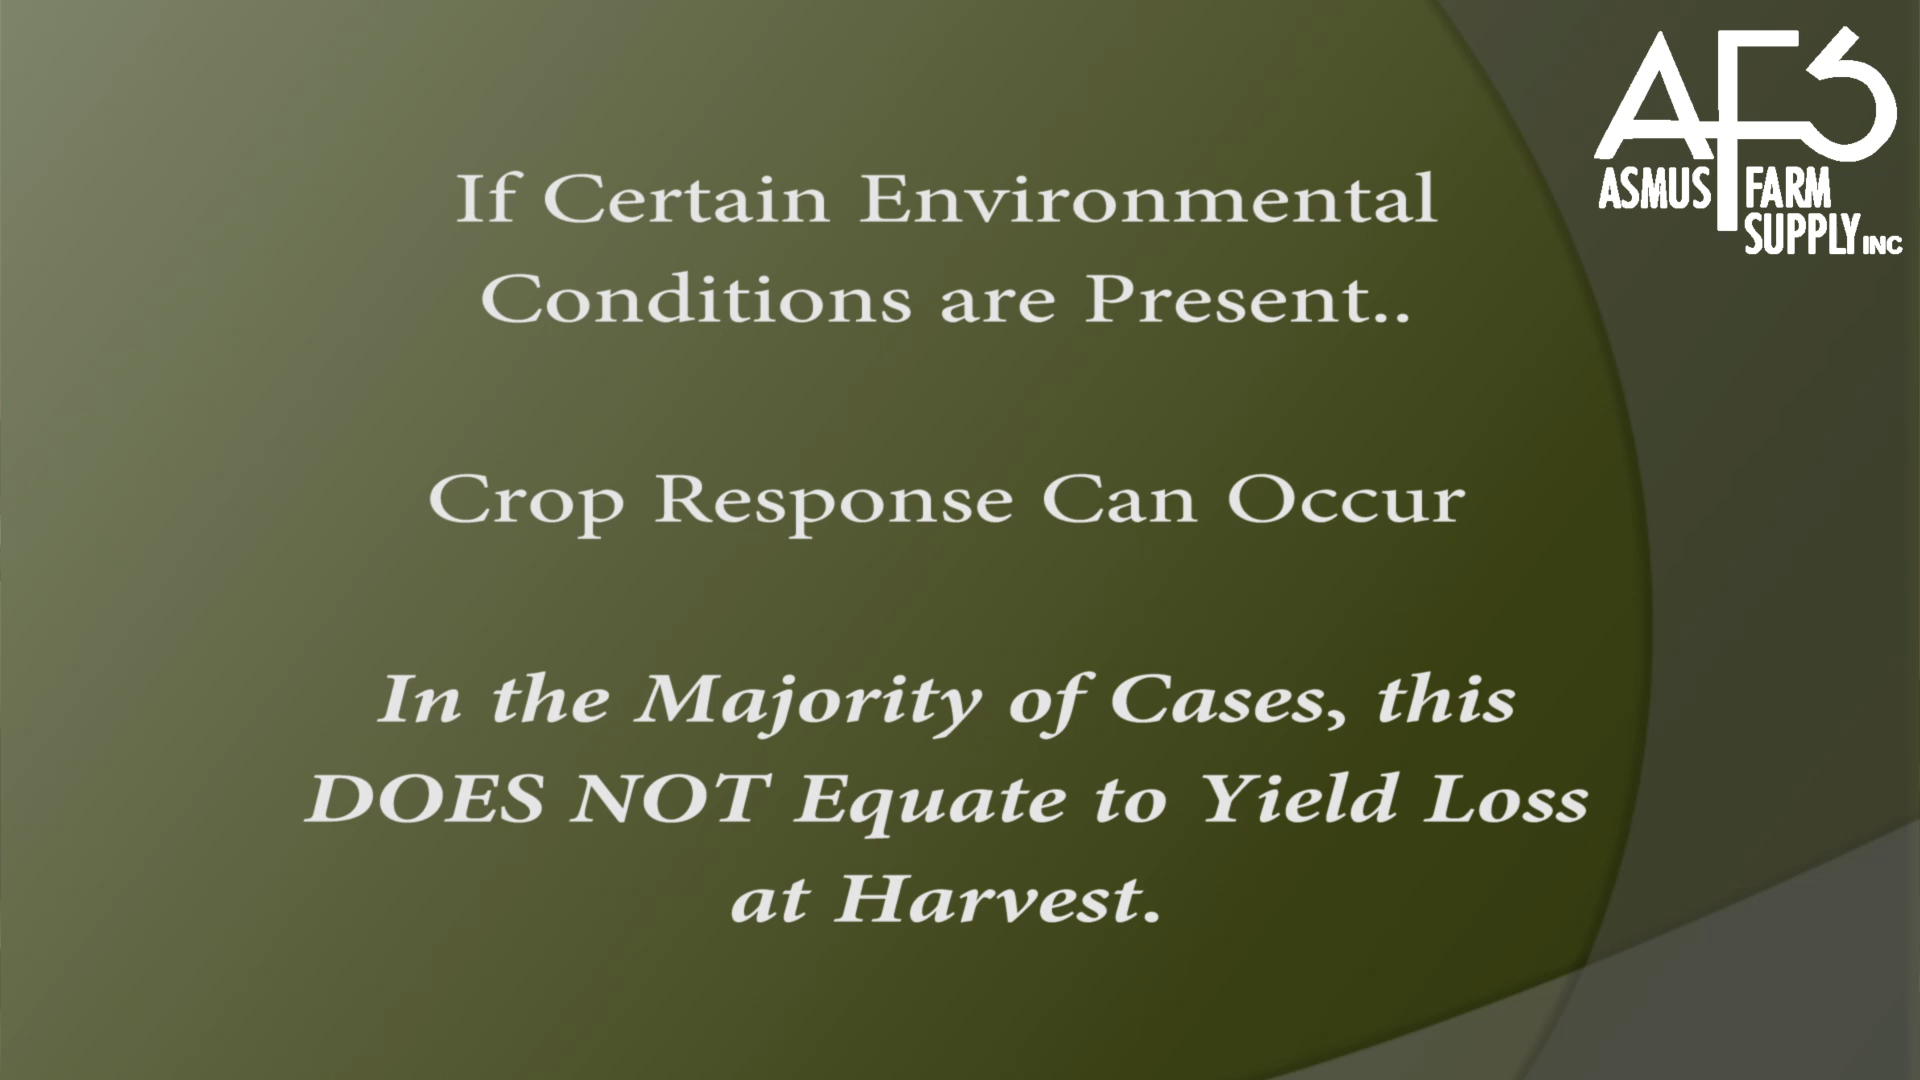 AFS
ASMUS FARM
SUPPLY INC
If Certain Environmental
Conditions are Present..
Crop Response Can Occur
In the Majority of Cases, this
DOES NOT Equate to Yield Loss
at Harvest.